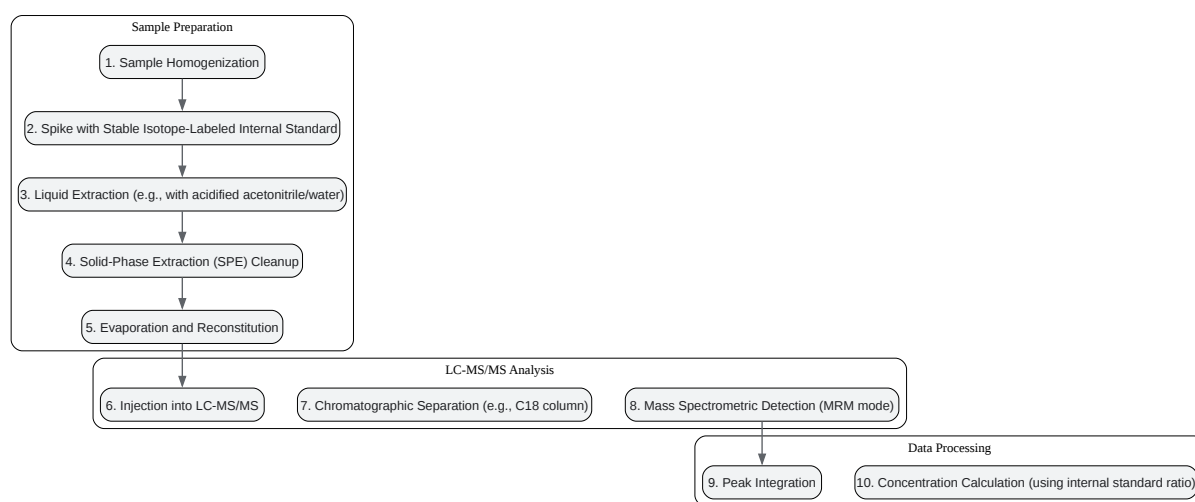 Sample Preparation
1. Sample Homogenization
2. Spike with Stable Isotope-Labeled Internal Standard
3. Liquid Extraction (e.g., with acidified acetonitrile/water)
4. Solid-Phase Extraction (SPE) Cleanup
5. Evaporation and Reconstitution
LC-MS/MS Analysis
6. Injection into LC-MS/MS
7. Chromatographic Separation (e.g., C18 column)
8. Mass Spectrometric Detection (MRM mode)
Data Processing
9. Peak Integration
10. Concentration Calculation (using internal standard ratio)